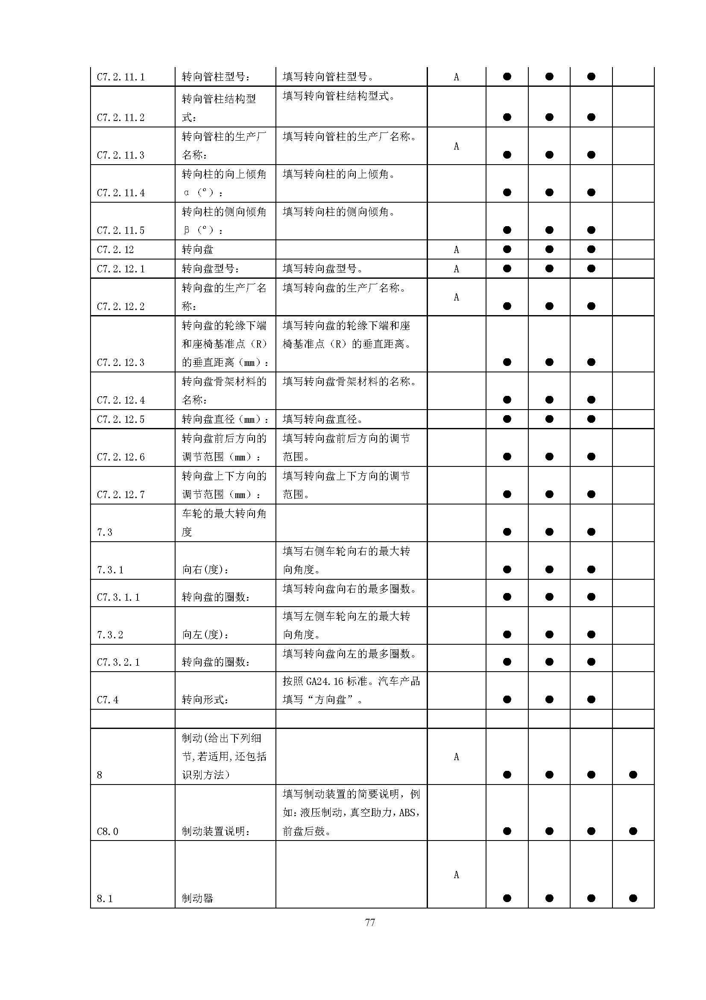 C7.2.11.1 转向管柱型号： 填写转向管柱型号。 A ● ● ●
转向管柱结构型 填写转向管柱结构型式。
C7.2.11.2 式： ● ● ●
转向管柱的生产厂 填写转向管柱的生产厂名称。 A
C7.2.11.3 名称： ● ● ●
转向柱的向上倾角 填写转向柱的向上倾角。
C7.2.11.4 α（º）： ● ● ●
转向柱的侧向倾角 填写转向柱的侧向倾角。
C7.2.11.5 β（º）： ● ● ●
C7.2.12 转向盘 A ● ● ●
C7.2.12.1 转向盘型号： 填写转向盘型号。 A ● ● ●
转向盘的生产厂名 填写转向盘的生产厂名称。 A
C7.2.12.2 称： ● ● ●
转向盘的轮缘下端 填写转向盘的轮缘下端和座
和座椅基准点（R） 椅基准点（R）的垂直距离。
C7.2.12.3 的垂直距离（mm）： ● ● ●
转向盘骨架材料的 填写转向盘骨架材料的名称。
C7.2.12.4 名称： ● ● ●
C7.2.12.5 转向盘直径（mm）： 填写转向盘直径。 ● ● ●
转向盘前后方向的 填写转向盘前后方向的调节
C7.2.12.6 调节范围（mm）： 范围。 ● ● ●
转向盘上下方向的 填写转向盘上下方向的调节
C7.2.12.7 调节范围（mm）： 范围。 ● ● ●
车轮的最大转向角
7.3 度 ● ● ●
填写右侧车轮向右的最大转
7.3.1 向右(度)： 向角度。 ● ● ●
填写转向盘向右的最多圈数。
C7.3.1.1 转向盘的圈数： ● ● ●
填写左侧车轮向左的最大转
7.3.2 向左(度)： 向角度。 ● ● ●
填写转向盘向左的最多圈数。
C7.3.2.1 转向盘的圈数： ● ● ●
按照 GA24.16 标准。汽车产品
C7.4 转向形式： 填写“方向盘”。 ● ● ●
制动(给出下列细
节,若适用,还包括 A
8 识别方法） ● ● ● ●
填写制动装置的简要说明，例
如：液压制动，真空助力，ABS，
C8.0 制动装置说明： 前盘后鼓。 ● ● ● ●
A
8.1 制动器 ● ● ● ●
77